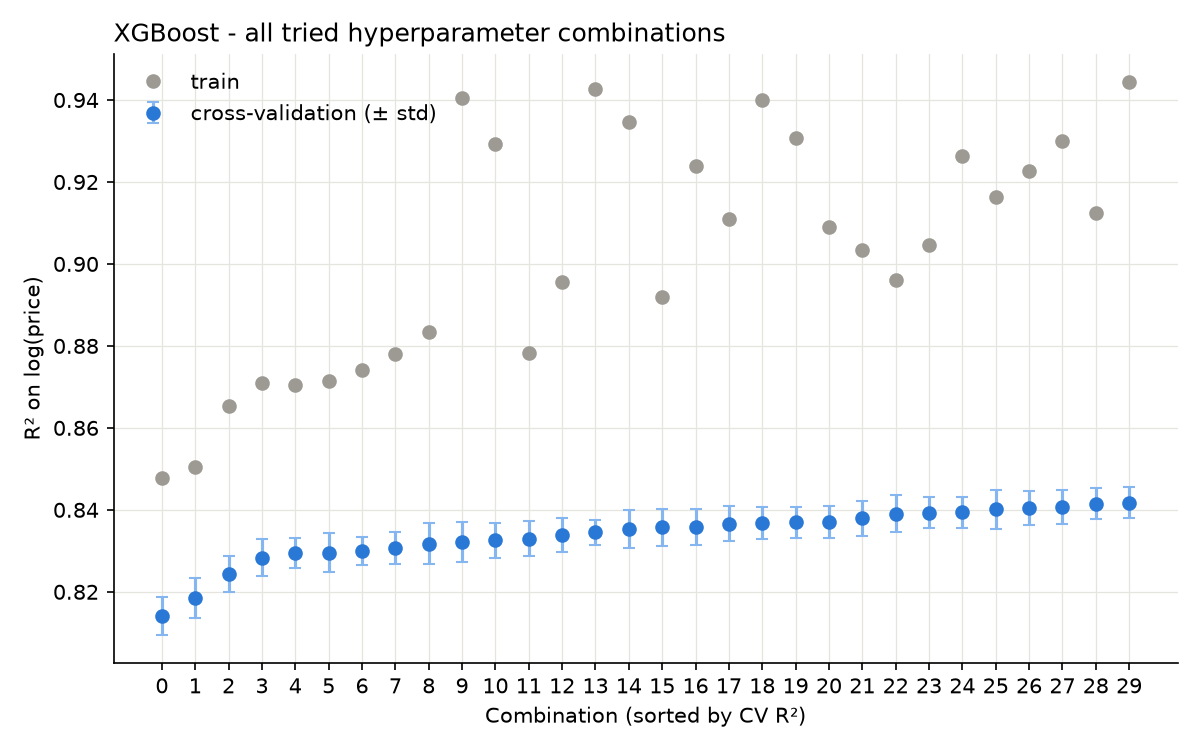 XGBoost - all tried hyperparameter combinations
train
cross-validation (± std)
R² on log(price)
0.94
0.92
0.90
0.88
0.86
0.84
0.82
0 1 2 3 4 5 6 7 8 9 10 11 12 13 14 15 16 17 18 19 20 21 22 23 24 25 26 27 28 29
Combination (sorted by CV R²)